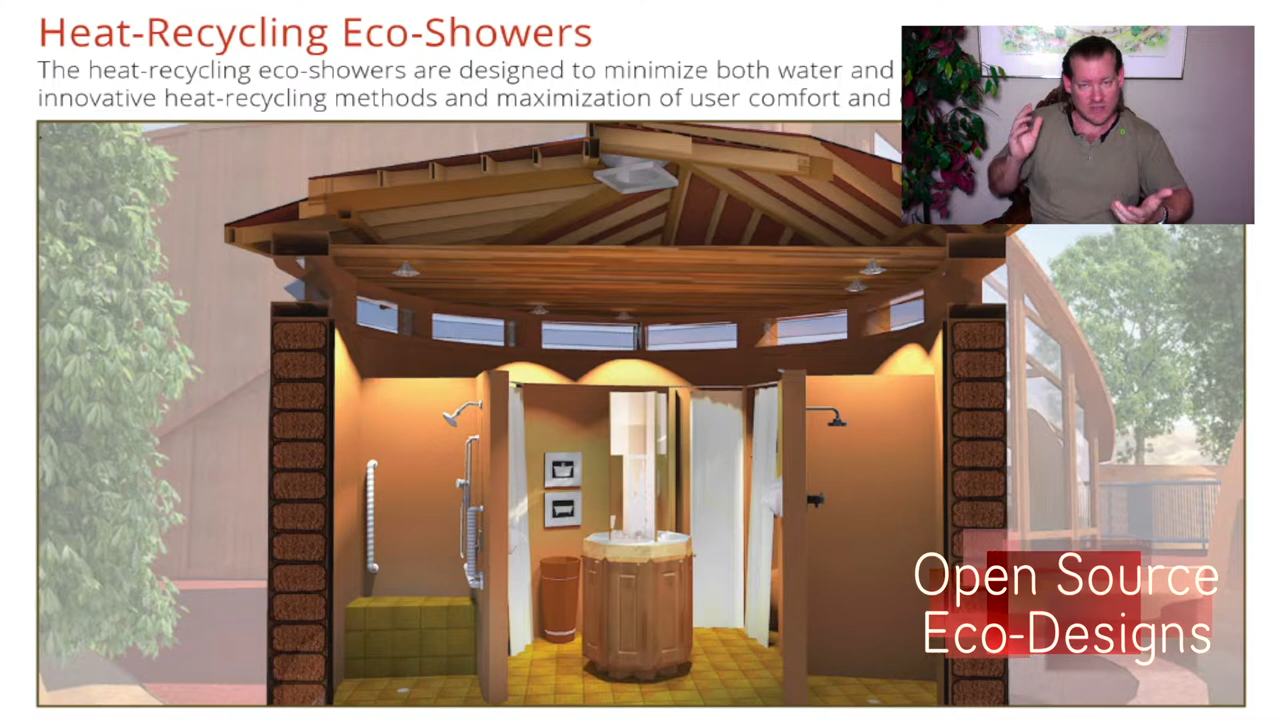 Heat-Recycling Eco-Showers
The heat-recycling eco-showers are designed to minimize both water and
innovative heat-recycling methods and maximization of user comfort and
Open Source
Eco-Designs